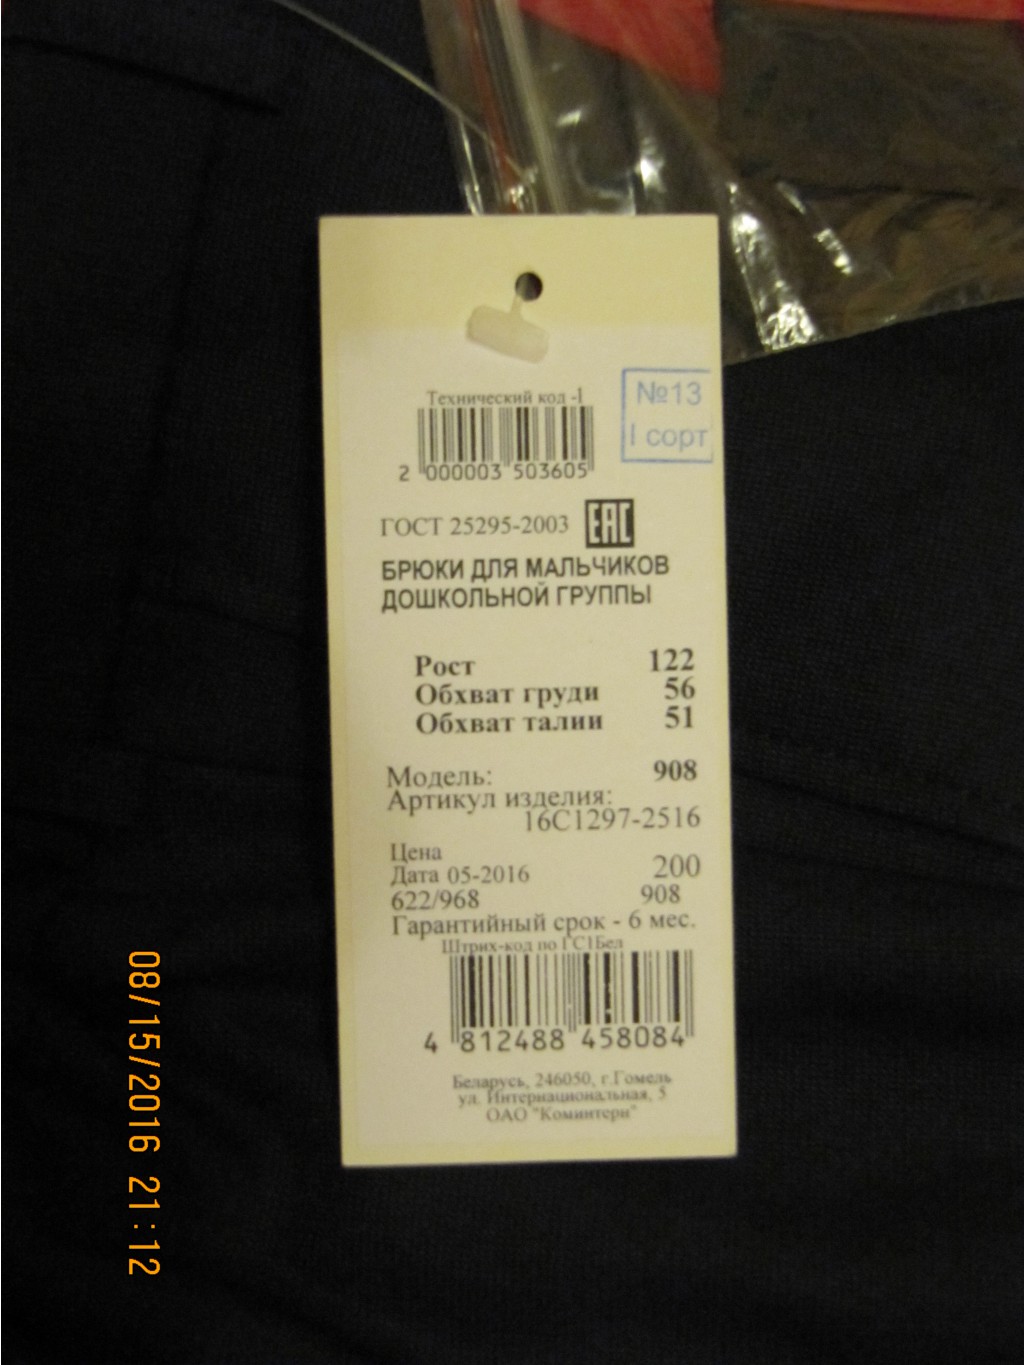 №13
I сорт
Технический код -1
2 000003 503605
ГОСТ 25295-2003 EAC
БРЮКИ ДЛЯ МАЛЬЧИКОВ
ДОШКОЛЬНОЙ ГРУППЫ
Рост 122
Обхват груди 56
Обхват талии 51
Модель: 908
Артикул изделия:
16С1297-2516
Цена
Дата 05-2016 200
622/968 908
Гарантийный срок - 6 мес.
Штрих-код по ГС1Бел
4 812488 458084
Беларусь, 246050, г.Гомель
ул. Интернациональная, 5
ОАО "Коминтерн"
08/15/2016 21:12